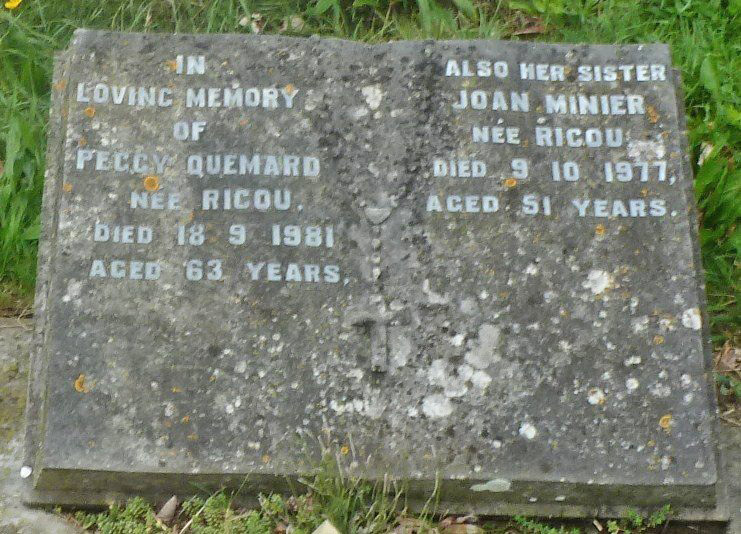 IN
LOVING MEMORY
OF
PEGGY QUEMARD
NÉE RICOU.
DIED 18 9 1981
AGED 63 YEARS,
ALSO HER SISTER
JOAN MINIER
NÉE RICOU.
DIED 9 10 1977,
AGED 51 YEARS.